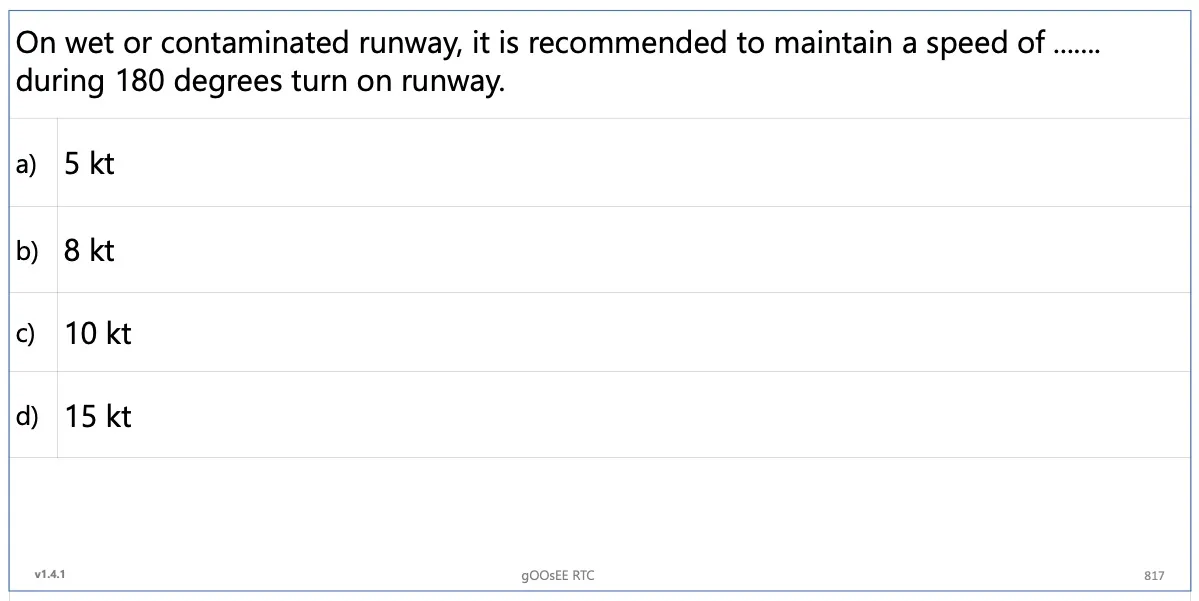 On wet or contaminated runway, it is recommended to maintain a speed of .......
during 180 degrees turn on runway.
a) 5 kt
b) 8 kt
c) 10 kt
d) 15 kt
v1.4.1 gOOsEE RTC 817